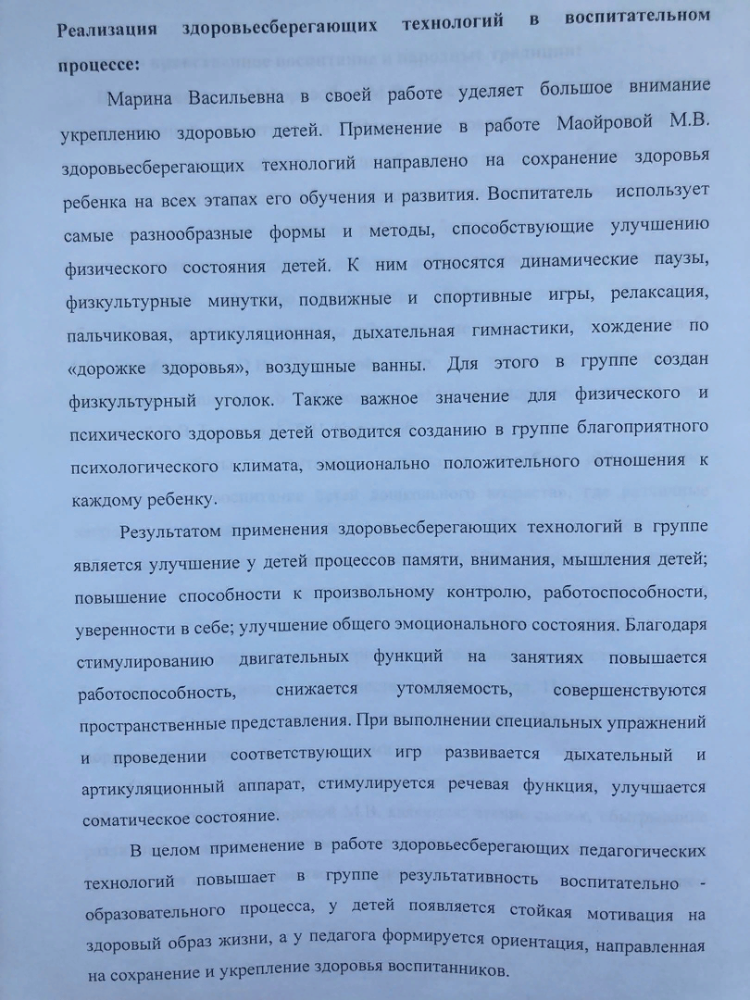 Реализация здоровьесберегающих технологий в воспитательном
процессе:
Марина Васильевна в своей работе уделяет большое внимание
укреплению здоровью детей. Применение в работе Маойровой М.В.
здоровьесберегающих технологий направлено на сохранение здоровья
ребенка на всех этапах его обучения и развития. Воспитатель использует
самые разнообразные формы и методы, способствующие улучшению
физического состояния детей. К ним относятся динамические паузы,
физкультурные минутки, подвижные и спортивные игры, релаксация,
пальчиковая, артикуляционная, дыхательная гимнастики, хождение по
«дорожке здоровья», воздушные ванны. Для этого в группе создан
физкультурный уголок. Также важное значение для физического и
психического здоровья детей отводится созданию в группе благоприятного
психологического климата, эмоционально положительного отношения к
каждому ребенку.
Результатом применения здоровьесберегающих технологий в группе
является улучшение у детей процессов памяти, внимания, мышления детей;
повышение способности к произвольному контролю, работоспособности,
уверенности в себе; улучшение общего эмоционального состояния. Благодаря
стимулированию двигательных функций на занятиях повышается
работоспособность, снижается утомляемость, совершенствуются
пространственные представления. При выполнении специальных упражнений
и проведении соответствующих игр развивается дыхательный и
артикуляционный аппарат, стимулируется речевая функция, улучшается
соматическое состояние.
В целом применение в работе здоровьесберегающих педагогических
технологий повышает в группе результативность воспитательно -
образовательного процесса, у детей появляется стойкая мотивация на
здоровый образ жизни, а у педагога формируется ориентация, направленная
на сохранение и укрепление здоровья воспитанников.